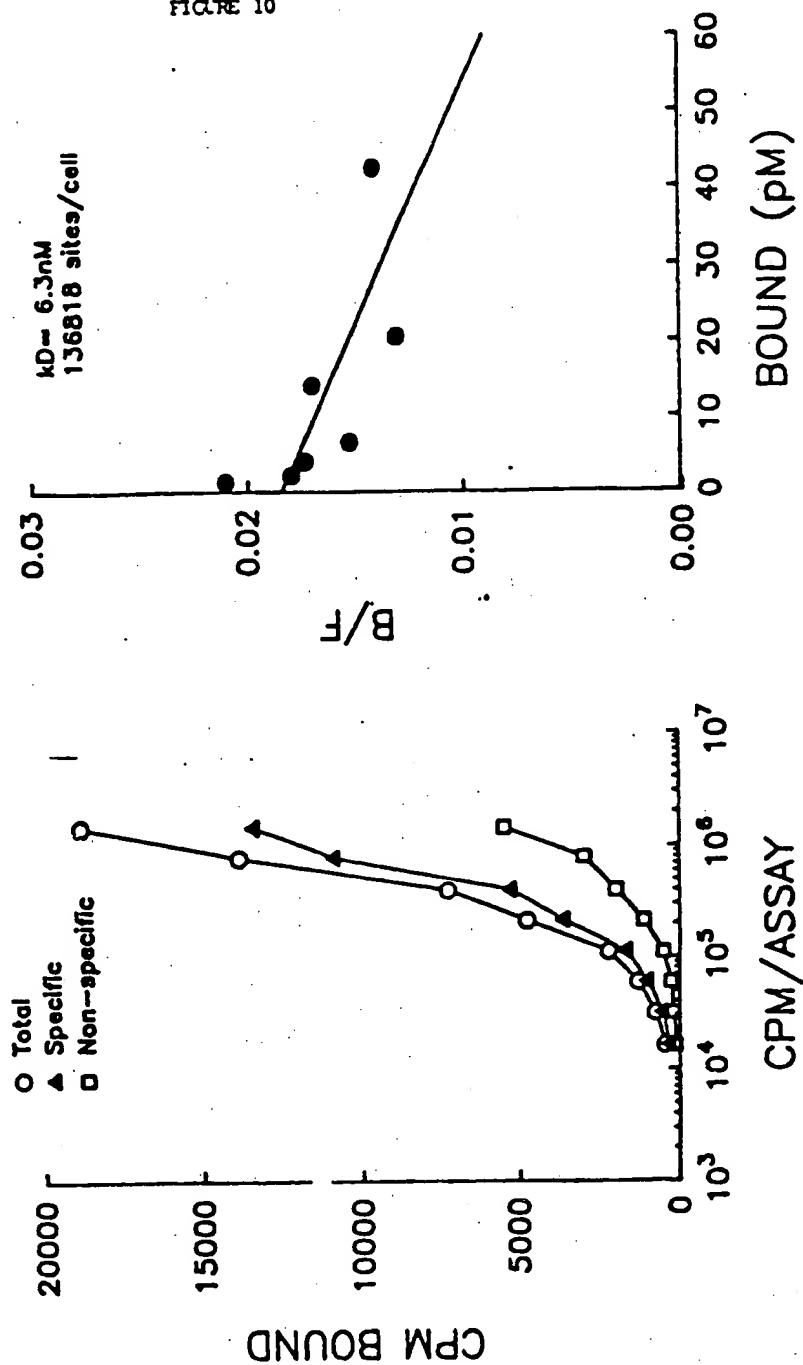 FIGURE 10
O Total
▲ Specific
□ Non-specific
20000
15000
10000
5000
0
CPM BOUND
10³
10⁴
10⁵
10⁶
10⁷
CPM/ASSAY
kD= 6.3nM
136818 sites/cell
0.03
0.02
0.01
0.00
B/F
0
10
20
30
40
50
60
BOUND (pM)